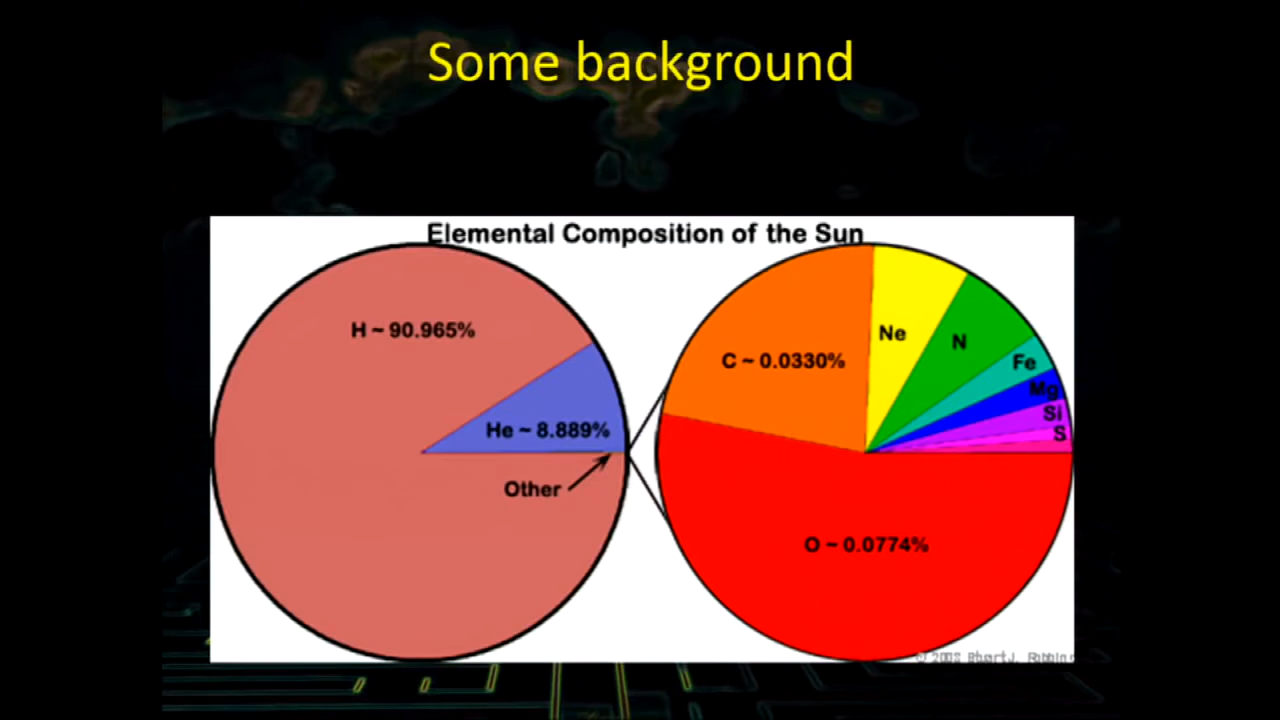 Some background
Elemental Composition of the Sun
H ~ 90.965%
He ~ 8.889%
Other
C ~ 0.0330%
Ne
N
Fe
Mg
Si
S
O ~ 0.0774%
© 2008